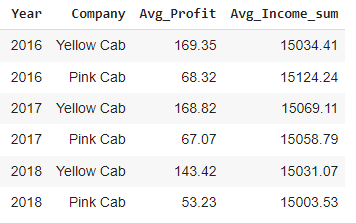 Year Company Avg_Profit Avg_Income_sum
2016 Yellow Cab 169.35 15034.41
2016 Pink Cab 68.32 15124.24
2017 Yellow Cab 168.82 15069.11
2017 Pink Cab 67.07 15058.79
2018 Yellow Cab 143.42 15031.07
2018 Pink Cab 53.23 15003.53